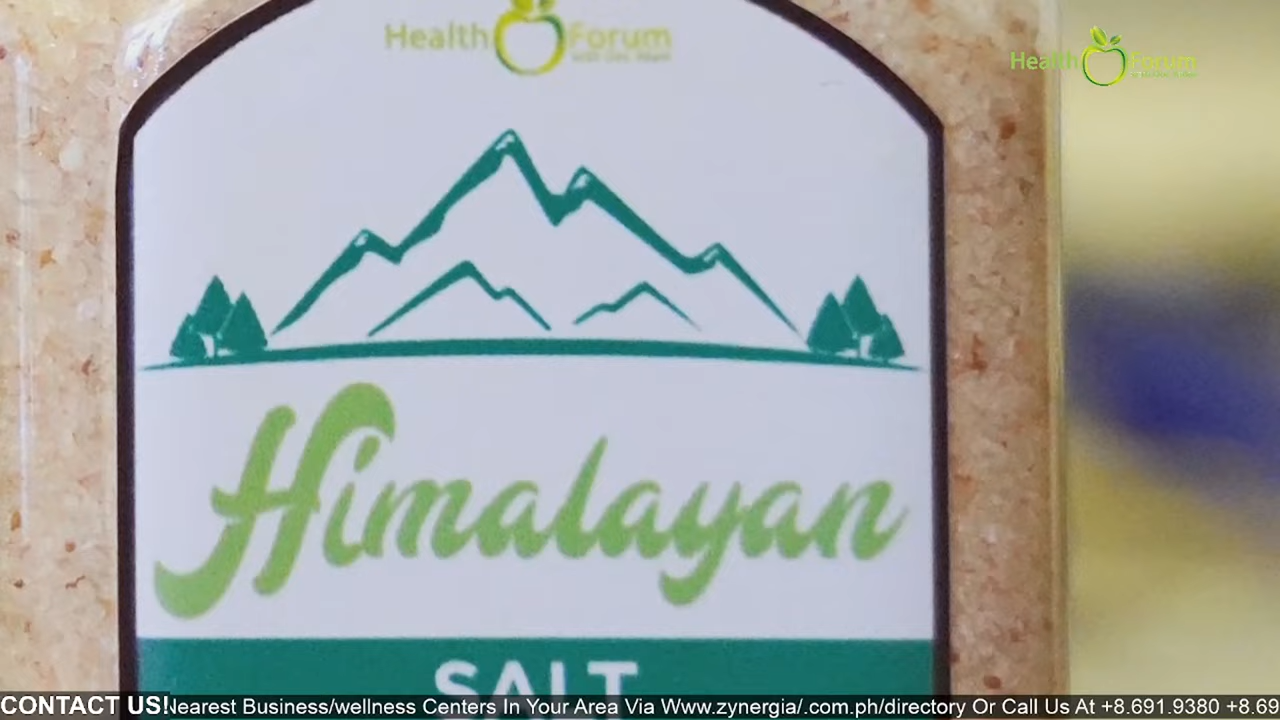 Health Forum
Health Forum
Himalayan
SALT
CONTACT US! Nearest Business/wellness Centers In Your Area Via Www.zynergia/.com.ph/directory Or Call Us At +8.691.9380 +8.69